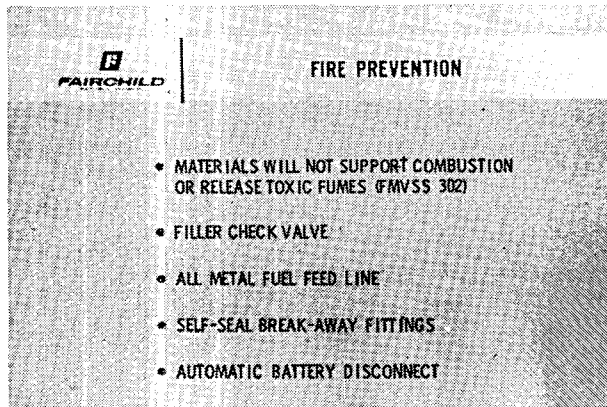 FAIRCHILD
FIRE PREVENTION
• MATERIALS WILL NOT SUPPORT COMBUSTION
OR RELEASE TOXIC FUMES (FMVSS 302)
• FILLER CHECK VALVE
• ALL METAL FUEL FEED LINE
• SELF-SEAL BREAK-AWAY FITTINGS
• AUTOMATIC BATTERY DISCONNECT